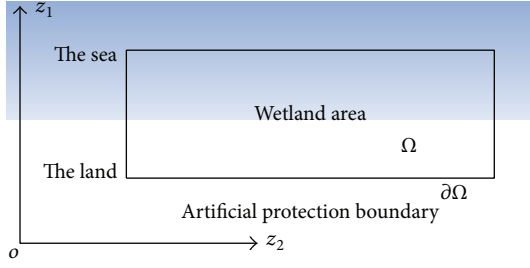 z₁
The sea
Wetland area
Ω
The land
∂Ω
Artificial protection boundary
o
z₂